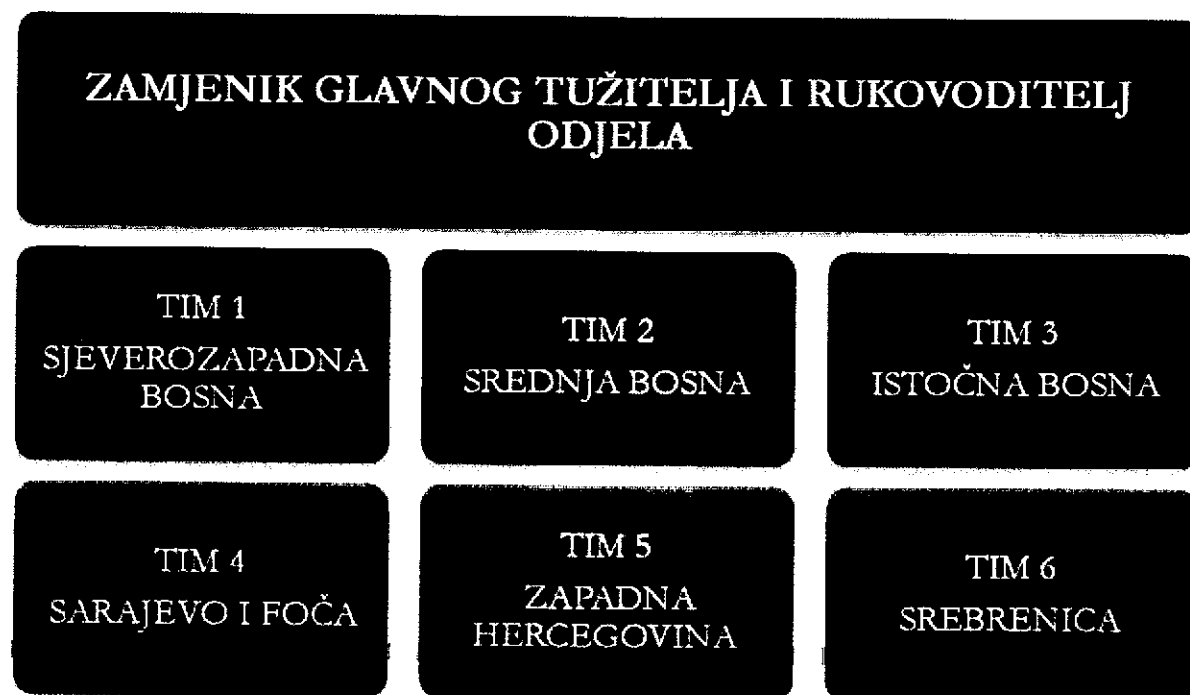 ZAMJENIK GLAVNOG TUŽITELJA I RUKOVODITELJ
ODJELA
TIM 1
SJEVEROZAPADNA
BOSNA
TIM 2
SREDNJA BOSNA
TIM 3
ISTOČNA BOSNA
TIM 4
SARAJEVO I FOČA
TIM 5
ZAPADNA
HERCEGOVINA
TIM 6
SREBRENICA